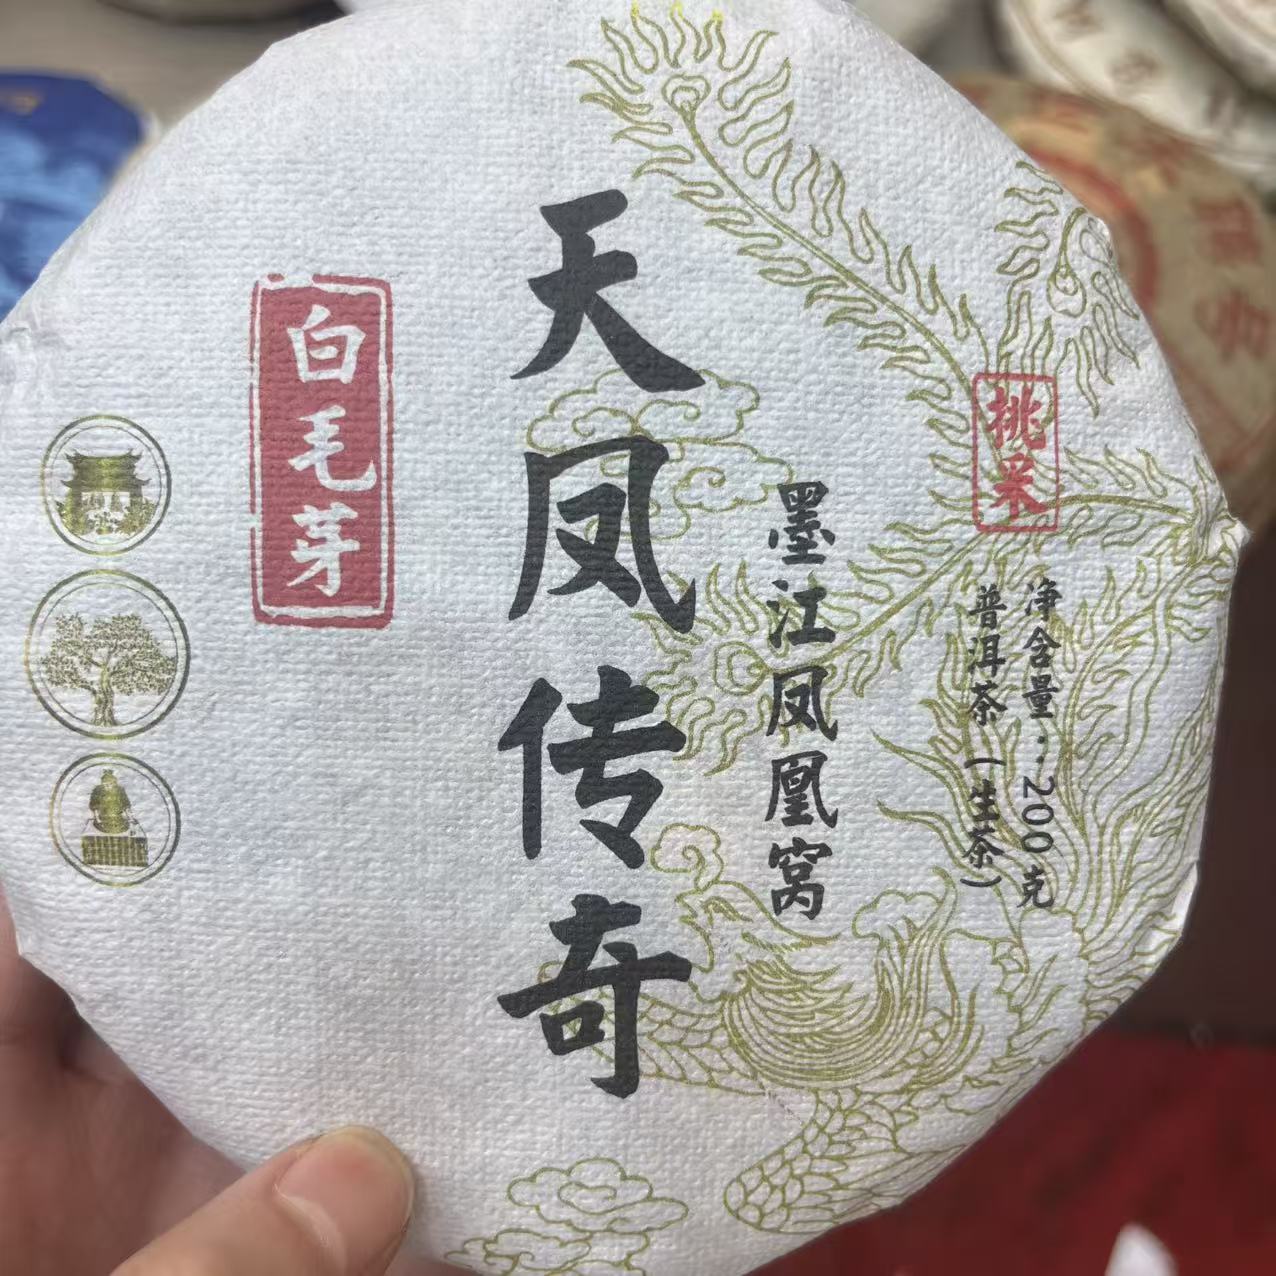 天凤传奇
白毛芽
墨江凤凰窝
桃采
普洱茶（生茶）
净含量：200克